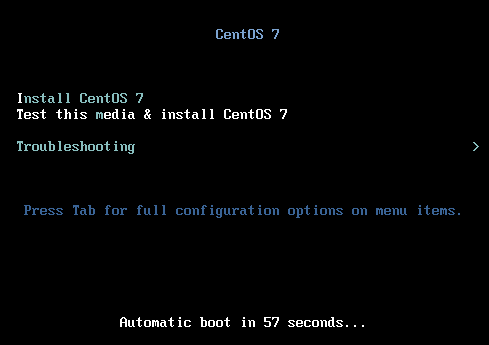 CentOS 7
Install CentOS 7
Test this media & install CentOS 7
Troubleshooting >
Press Tab for full configuration options on menu items.
Automatic boot in 57 seconds...